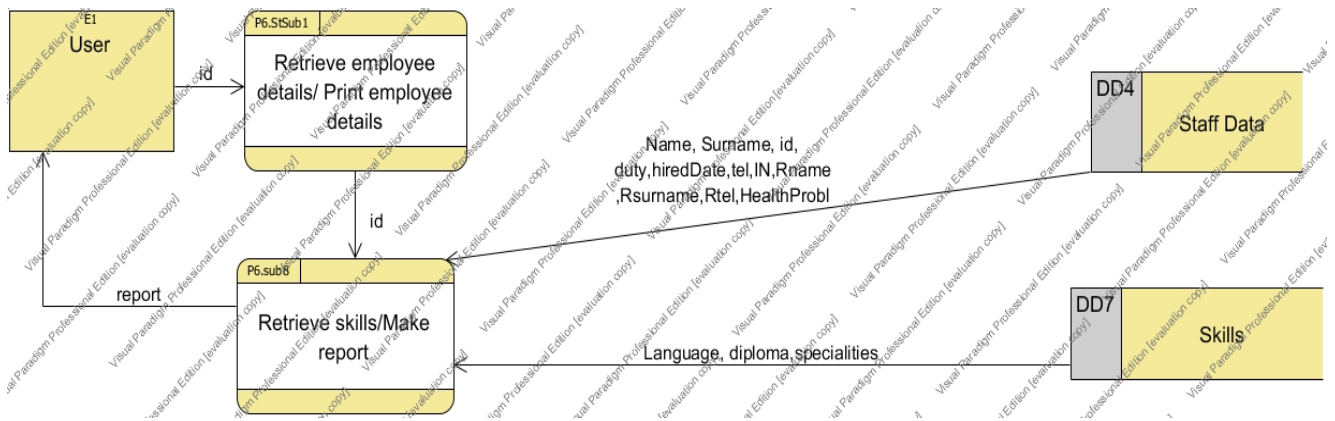 E1
User
id
P6.StSub1
Retrieve employee
details/ Print employee
details
id
P6.sub8
Retrieve skills/Make
report
report
Name, Surname, id,
duty,hiredDate,tel,IN,Rname
,Rsurname,Rtel,HealthProbl
DD4
Staff Data
Language, diploma,specialities
DD7
Skills
Visual Paradigm Professional Edition [evaluation copy]